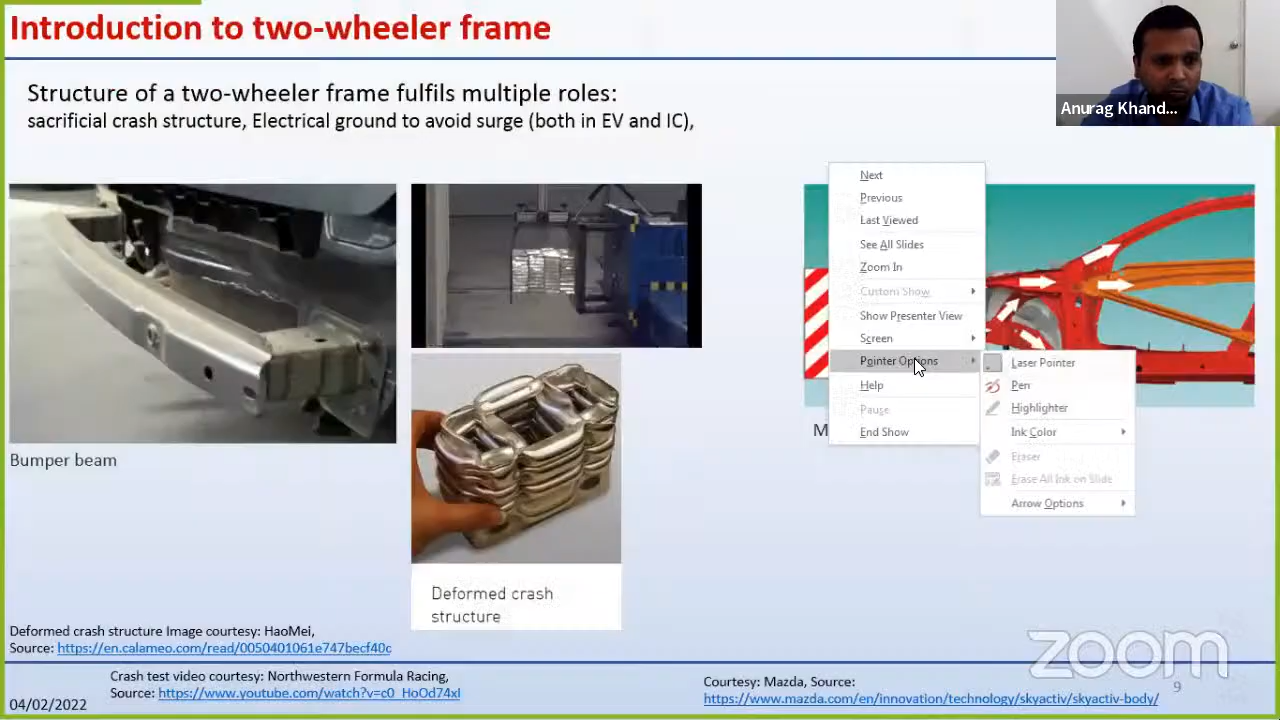 Introduction to two-wheeler frame
Structure of a two-wheeler frame fulfils multiple roles:
sacrificial crash structure, Electrical ground to avoid surge (both in EV and IC),
Anurag Khand...
Next
Previous
Last Viewed
See All Slides
Zoom In
Custom Show
Show Presenter View
Screen
Pointer Options
Help
Pause
End Show
Laser Pointer
Pen
Highlighter
Ink Color
Eraser
Erase All Ink on Slide
Arrow Options
M
Bumper beam
Deformed crash
structure
Deformed crash structure Image courtesy: HaoMei,
Source: https://en.calameo.com/read/0050401061e747becf40c
zoom
Crash test video courtesy: Northwestern Formula Racing,
Source: https://www.youtube.com/watch?v=c0_HoOd74xI
Courtesy: Mazda, Source:
https://www.mazda.com/en/innovation/technology/skyactiv/skyactiv-body/
9
04/02/2022